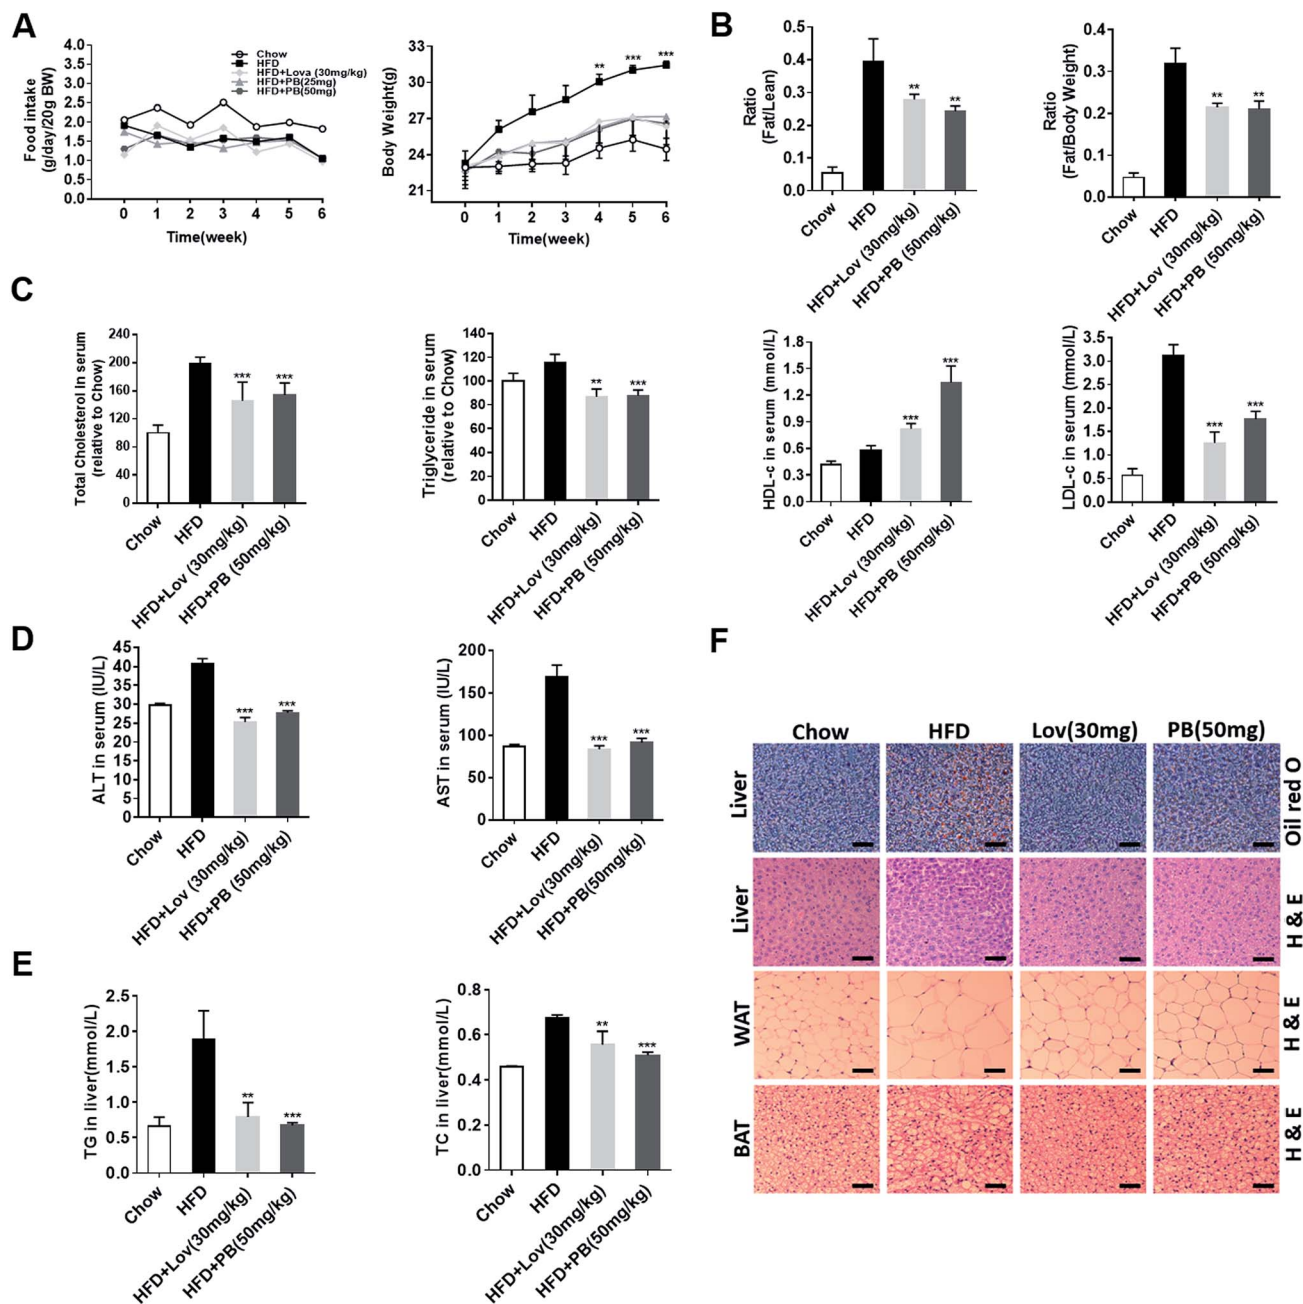 A
Food intake
(g/day/20g BW)
4.0
3.5
3.0
2.5
2.0
1.5
1.0
0.5
0.0
Chow
HFD
HFD+Lova (30mg/kg)
HFD+PB(25mg)
HFD+PB(50mg)
0 1 2 3 4 5 6
Time(week)
Body Weight(g)
33
30
27
24
21
** *** ***
0 1 2 3 4 5 6
Time(week)
B
Ratio
(Fat/Lean)
0.5
0.4
0.3
0.2
0.1
0.0
** **
Chow
HFD
HFD+Lov (30mg/kg)
HFD+PB (50mg/kg)
Ratio
(Fat/Body Weight)
0.4
0.3
0.2
0.1
0.0
** **
Chow
HFD
HFD+Lov (30mg/kg)
HFD+PB (50mg/kg)
C
Total Cholesterol In serum
(relative to Chow)
240
200
160
120
80
40
0
*** ***
Chow
HFD
HFD+Lov (30mg/kg)
HFD+PB (50mg/kg)
Triglyceride in serum
(relative to Chow)
140
120
100
80
60
40
20
0
** ***
Chow
HFD
HFD+Lov (30mg/kg)
HFD+PB (50mg/kg)
HDL-c in serum (mmol/L)
1.8
1.5
1.2
0.9
0.6
0.3
0.0
*** ***
Chow
HFD
HFD+Lov (30mg/kg)
HFD+PB (50mg/kg)
LDL-c in serum (mmol/L)
3.5
3.0
2.5
2.0
1.5
1.0
0.5
0.0
*** ***
Chow
HFD
HFD+Lov (30mg/kg)
HFD+PB (50mg/kg)
D
ALT in serum (IU/L)
45
40
35
30
25
20
15
10
5
0
*** ***
Chow
HFD
HFD+Lov (30mg/kg)
HFD+PB (50mg/kg)
AST in serum (IU/L)
200
150
100
50
0
*** ***
Chow
HFD
HFD+Lov(30mg/kg)
HFD+PB(50mg/kg)
E
TG in liver(mmol/L)
2.5
2.0
1.5
1.0
0.5
0.0
** ***
Chow
HFD
HFD+Lov(30mg/kg)
HFD+PB(50mg/kg)
TC in liver(mmol/L)
0.8
0.6
0.4
0.2
0.0
** ***
Chow
HFD
HFD+Lov(30mg/kg)
HFD+PB(50mg/kg)
F
Chow HFD Lov(30mg) PB(50mg)
Liver Oil red O
Liver H & E
WAT H & E
BAT H & E